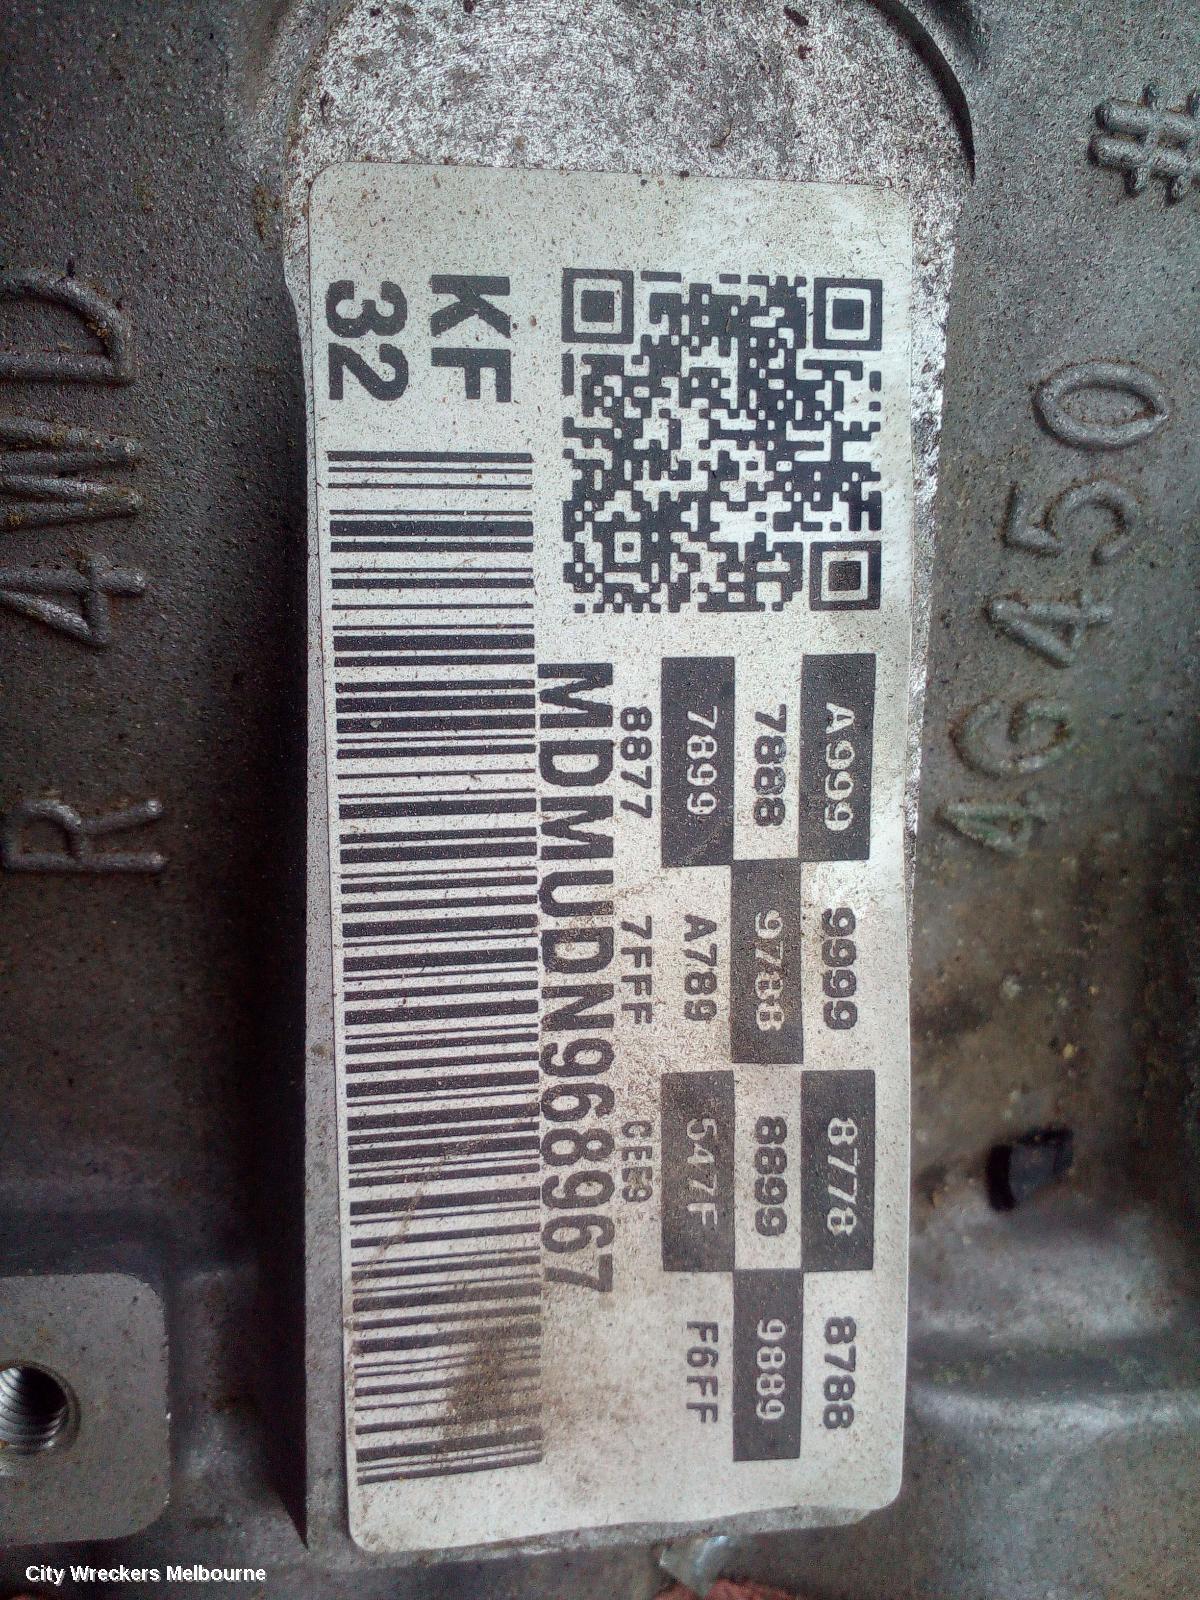 4G450 #
A999 9999 8778 8788
7888 9788 8899 9889
7899 A789 547F F6FF
8877 7FFF
MDMUDN968967
KF
32
R 4WD
City Wreckers Melbourne